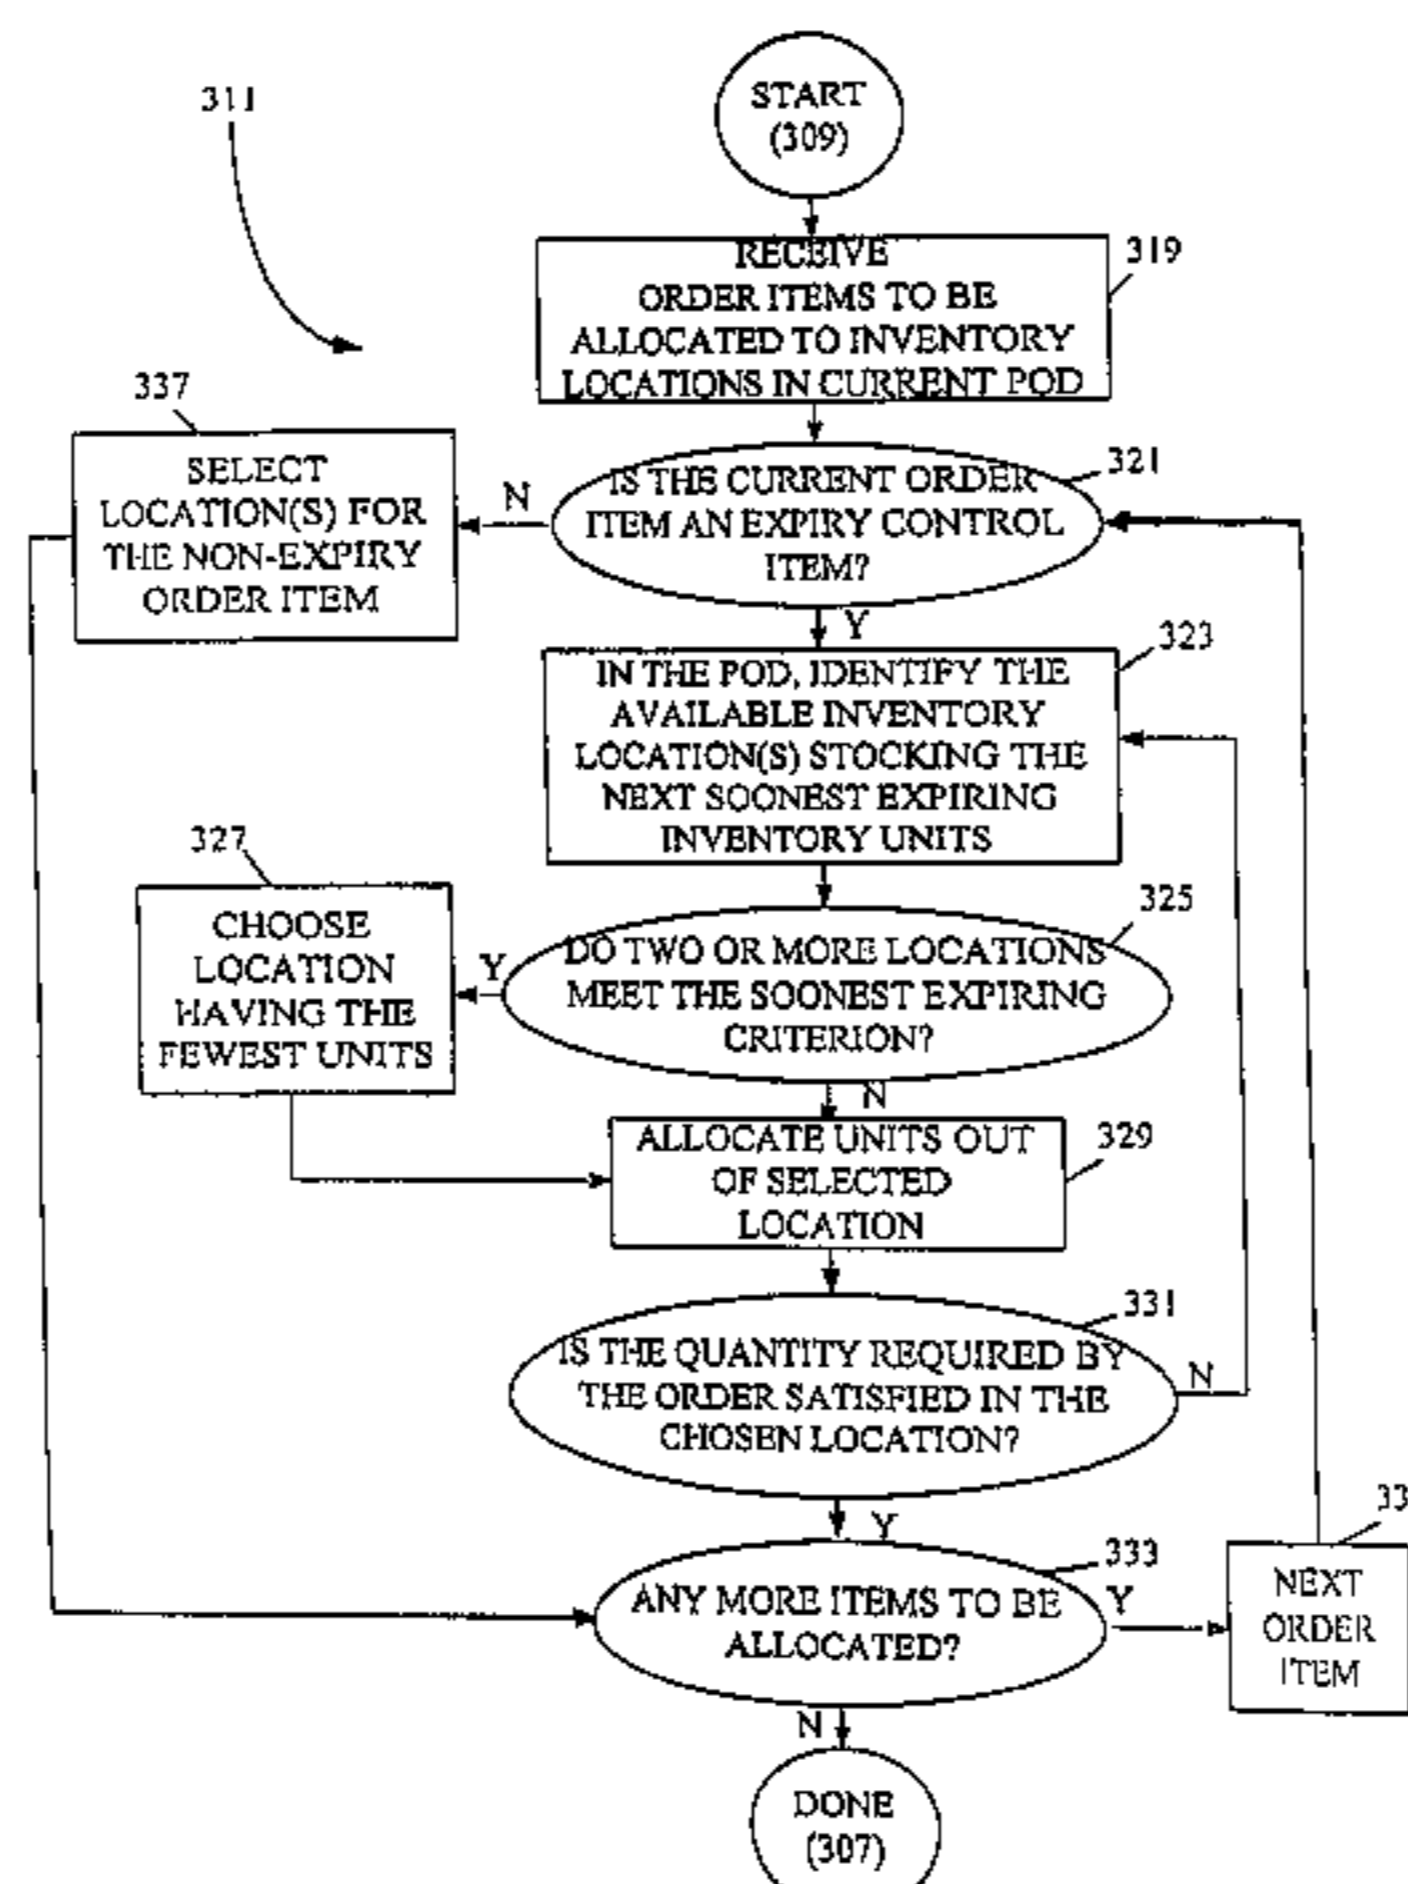 311
START
(309)
RECEIVE
ORDER ITEMS TO BE
ALLOCATED TO INVENTORY
LOCATIONS IN CURRENT POD
319
337
SELECT
LOCATION(S) FOR
THE NON-EXPIRY
ORDER ITEM
N
IS THE CURRENT ORDER
ITEM AN EXPIRY CONTROL
ITEM?
321
Y
IN THE POD, IDENTIFY THE
AVAILABLE INVENTORY
LOCATION(S) STOCKING THE
NEXT SOONEST EXPIRING
INVENTORY UNITS
323
327
CHOOSE
LOCATION
HAVING THE
FEWEST UNITS
Y
DO TWO OR MORE LOCATIONS
MEET THE SOONEST EXPIRING
CRITERION?
325
N
ALLOCATE UNITS OUT
OF SELECTED
LOCATION
329
IS THE QUANTITY REQUIRED BY
THE ORDER SATISFIED IN THE
CHOSEN LOCATION?
331
N
Y
ANY MORE ITEMS TO BE
ALLOCATED?
333
Y
33
NEXT
ORDER
ITEM
N
DONE
(307)